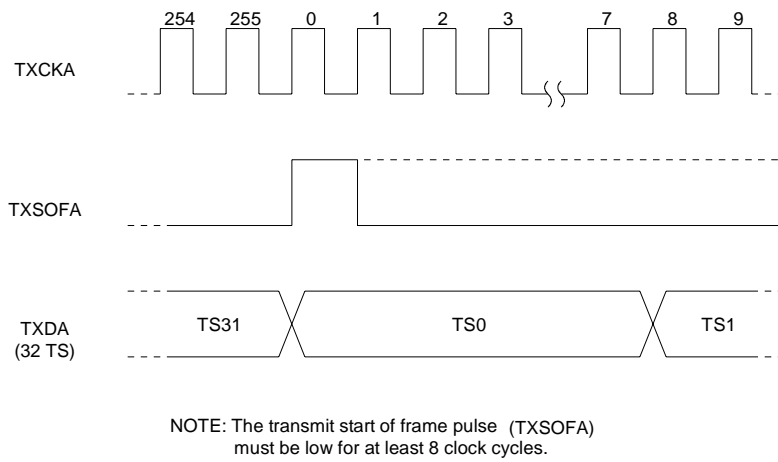 254 255 0 1 2 3 7 8 9
TXCKA
TXSOFA
TXDA
(32 TS)
TS31 TS0 TS1
NOTE: The transmit start of frame pulse (TXSOFA)
must be low for at least 8 clock cycles.